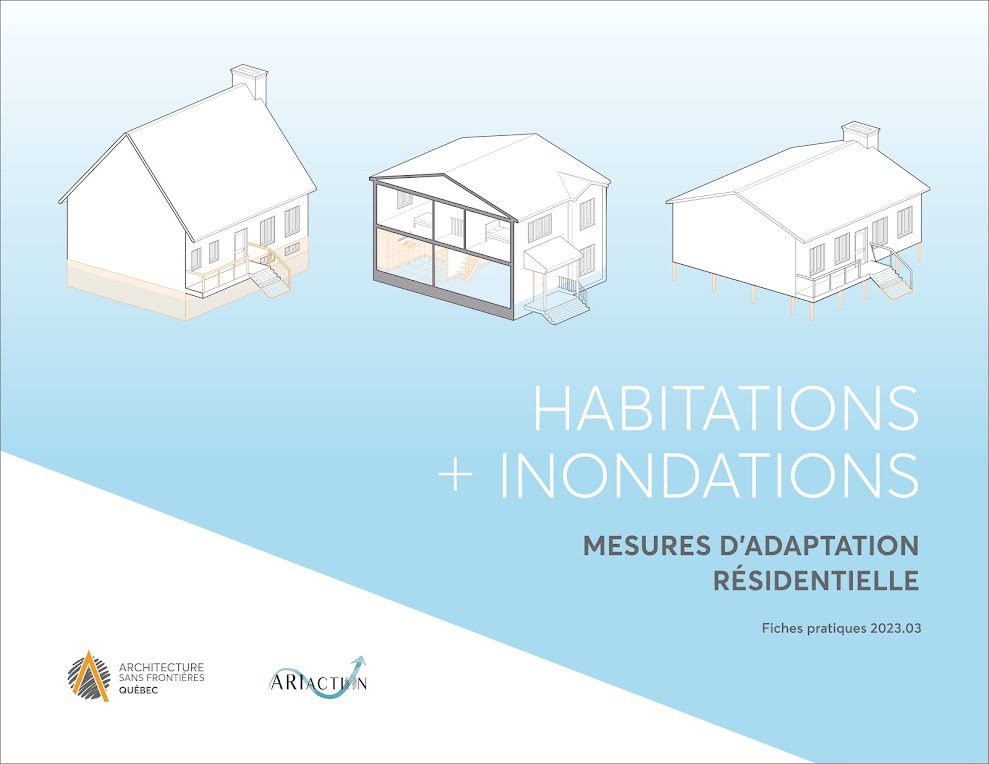 HABITATIONS
+ INONDATIONS
MESURES D'ADAPTATION
RÉSIDENTIELLE
Fiches pratiques 2023.03
ARCHITECTURE
SANS FRONTIÈRES
QUÉBEC
ARIACTION